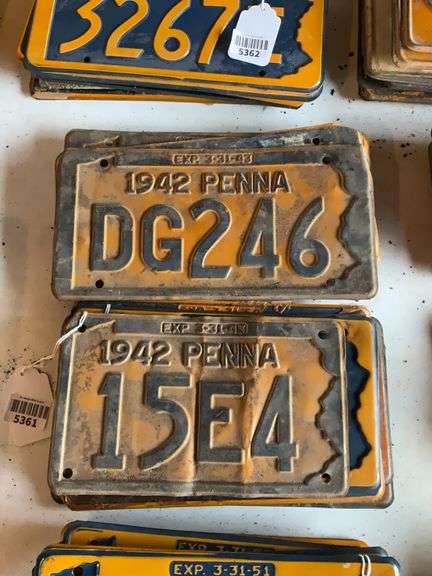 3267
5362
EXP. 3-31-43
1942 PENNA
DG246
EXP. 3-31-43
1942 PENNA
15E4
5361
EXP. 3-31-51